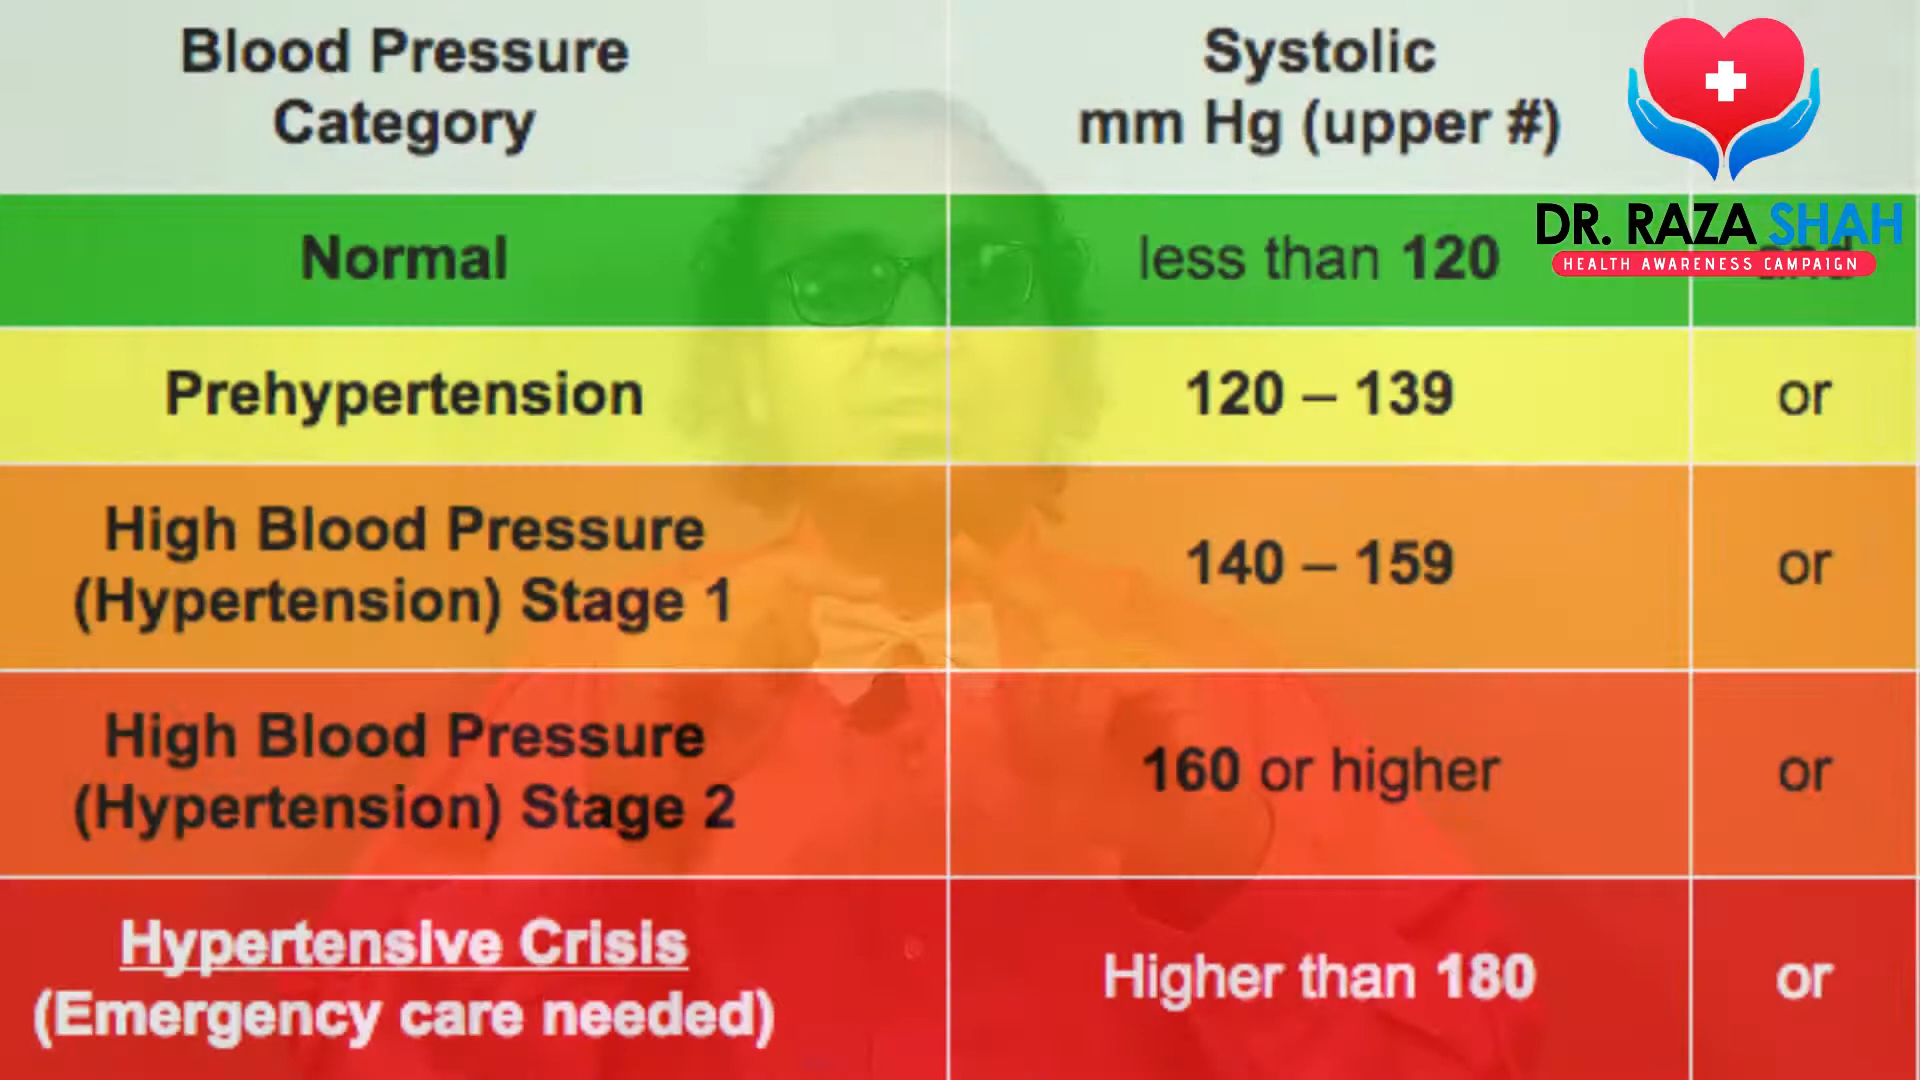 Blood Pressure
Category
Systolic
mm Hg (upper #)
DR. RAZA SHAH
HEALTH AWARENESS CAMPAIGN
Normal
less than 120
and
Prehypertension
120 – 139
or
High Blood Pressure
(Hypertension) Stage 1
140 – 159
or
High Blood Pressure
(Hypertension) Stage 2
160 or higher
or
Hypertensive Crisis
(Emergency care needed)
Higher than 180
or